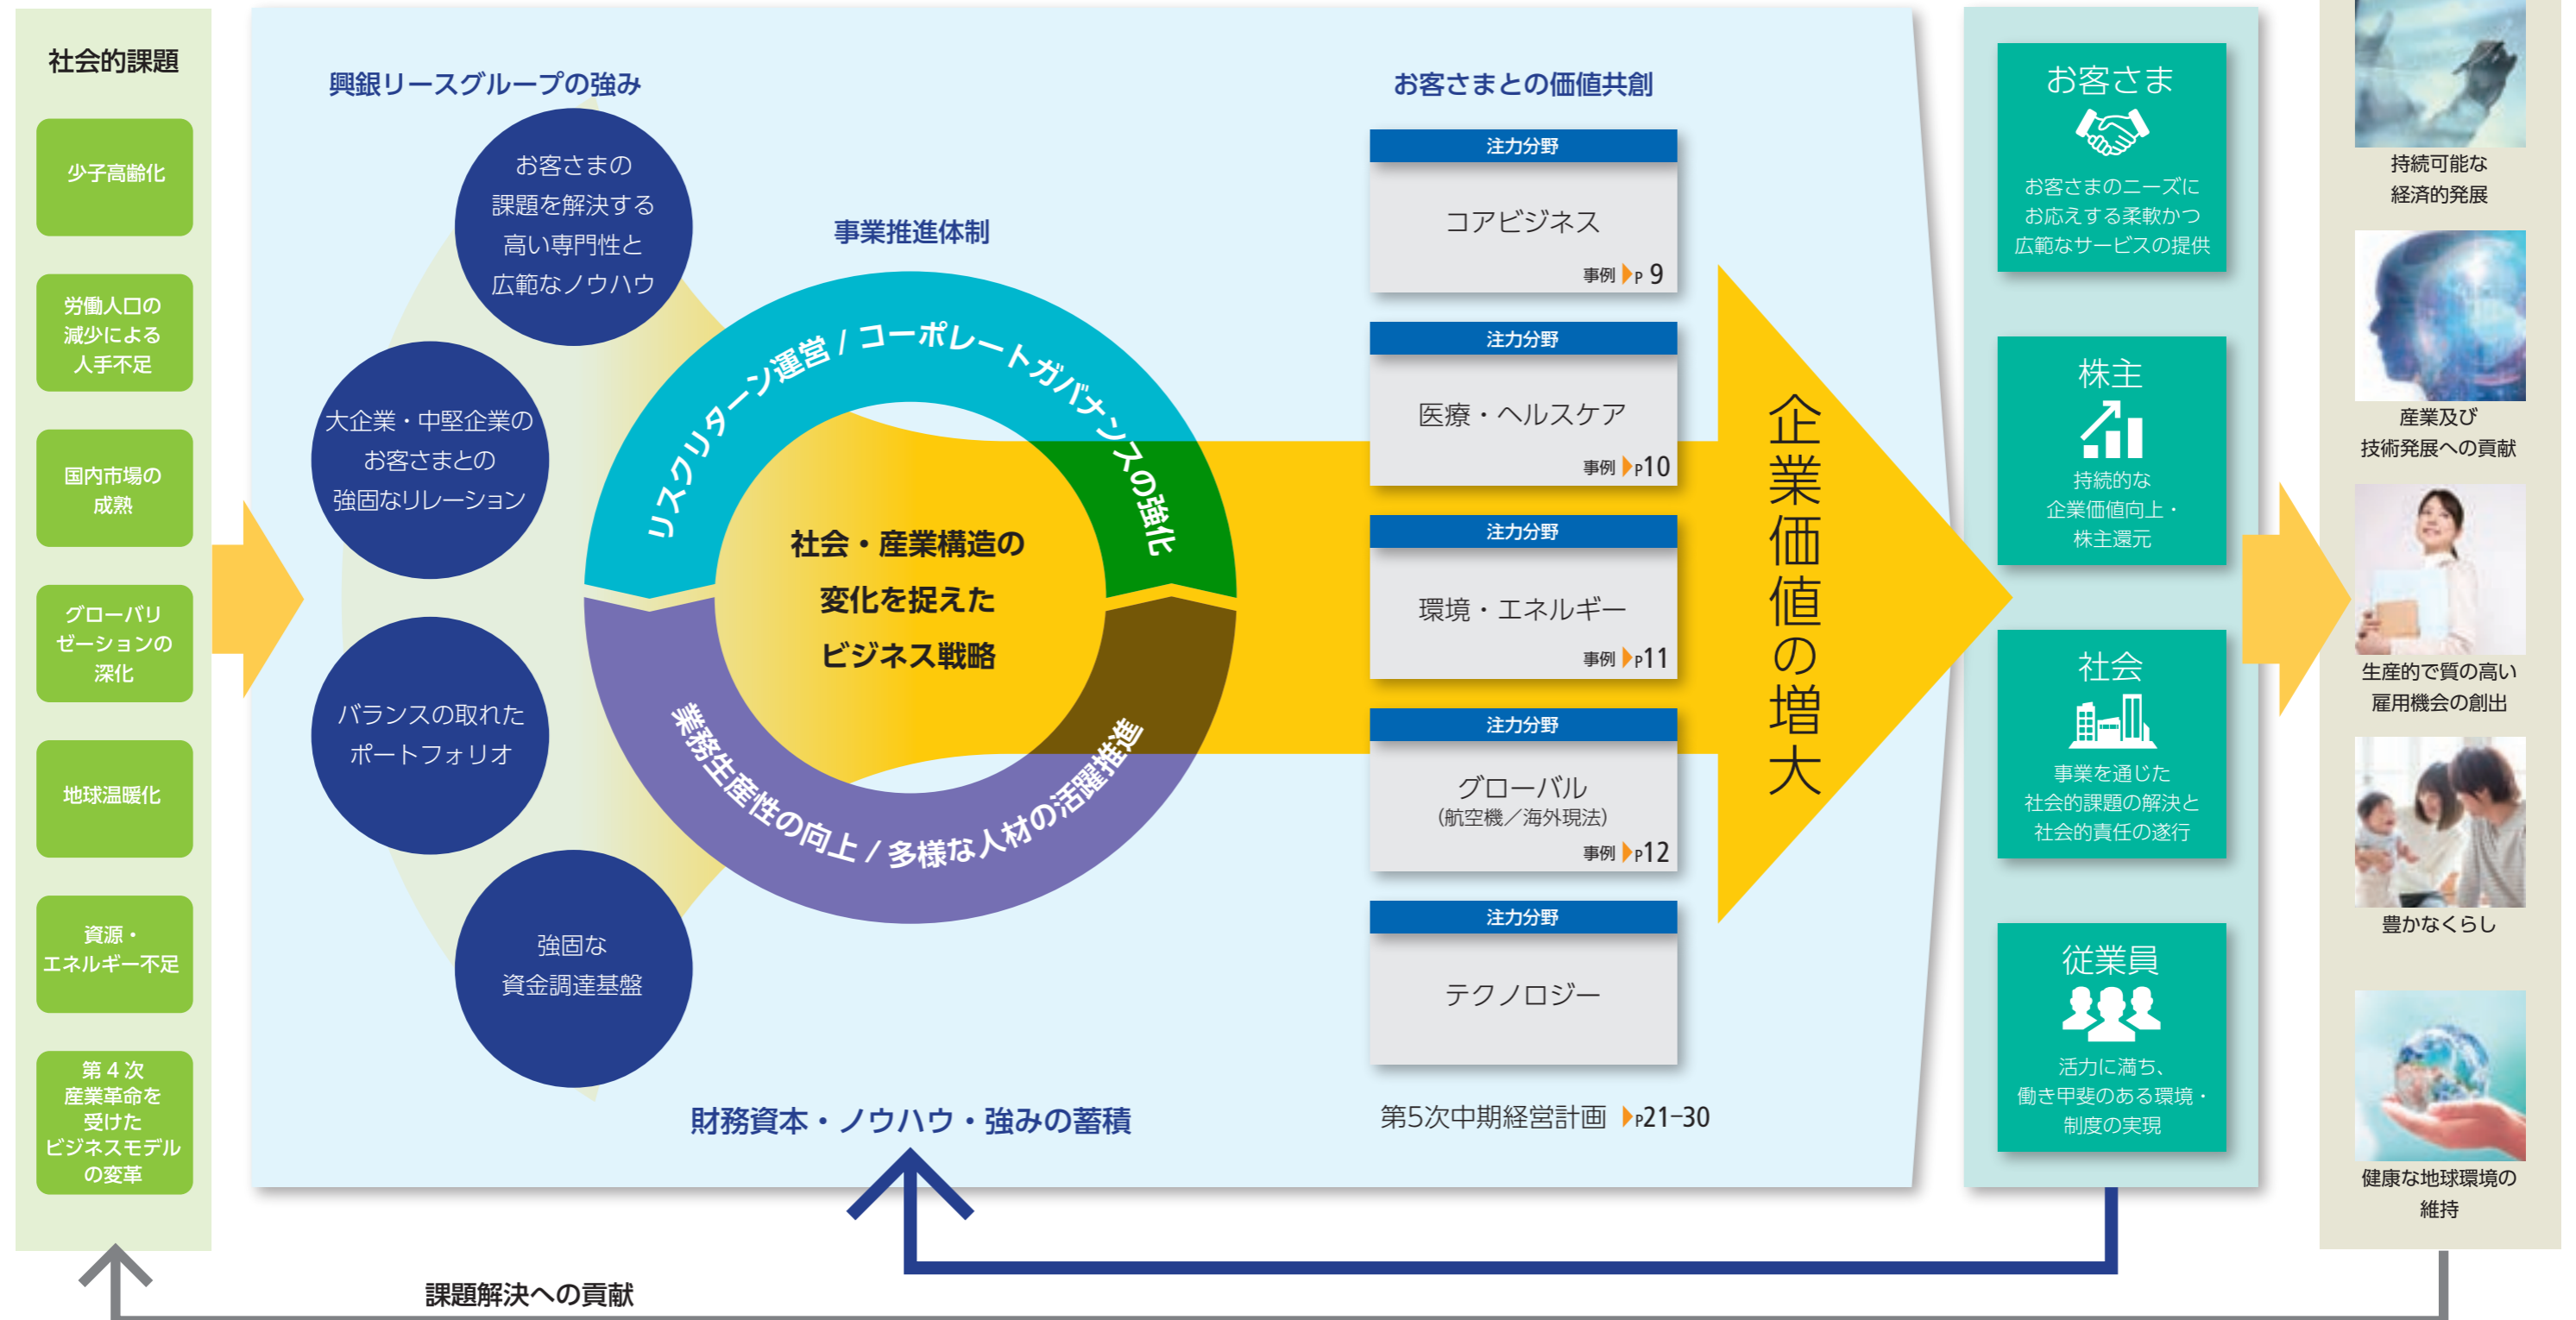 社会的課題
少子高齢化
労働人口の
減少による
人手不足
国内市場の
成熟
グローバリ
ゼーションの
深化
地球温暖化
資源・
エネルギー不足
第4次
産業革命を
受けた
ビジネスモデル
の変革
興銀リースグループの強み
お客さまの
課題を解決する
高い専門性と
広範なノウハウ
大企業・中堅企業の
お客さまとの
強固なリレーション
バランスの取れた
ポートフォリオ
強固な
資金調達基盤
事業推進体制
リスクリターン運営 / コーポレートガバナンスの強化
社会・産業構造の
変化を捉えた
ビジネス戦略
業務生産性の向上 / 多様な人材の活躍推進
財務資本・ノウハウ・強みの蓄積
お客さまとの価値共創
注力分野
コアビジネス
事例 P 9
注力分野
医療・ヘルスケア
事例 P10
注力分野
環境・エネルギー
事例 P11
注力分野
グローバル
（航空機／海外現法）
事例 P12
注力分野
テクノロジー
第5次中期経営計画 P21-30
企業価値の増大
お客さま
お客さまのニーズに
お応えする柔軟かつ
広範なサービスの提供
株主
持続的な
企業価値向上・
株主還元
社会
事業を通じた
社会的課題の解決と
社会的責任の遂行
従業員
活力に満ち、
働き甲斐のある環境・
制度の実現
持続可能な
経済的発展
産業及び
技術発展への貢献
生産的で質の高い
雇用機会の創出
豊かなくらし
健康な地球環境の
維持
課題解決への貢献